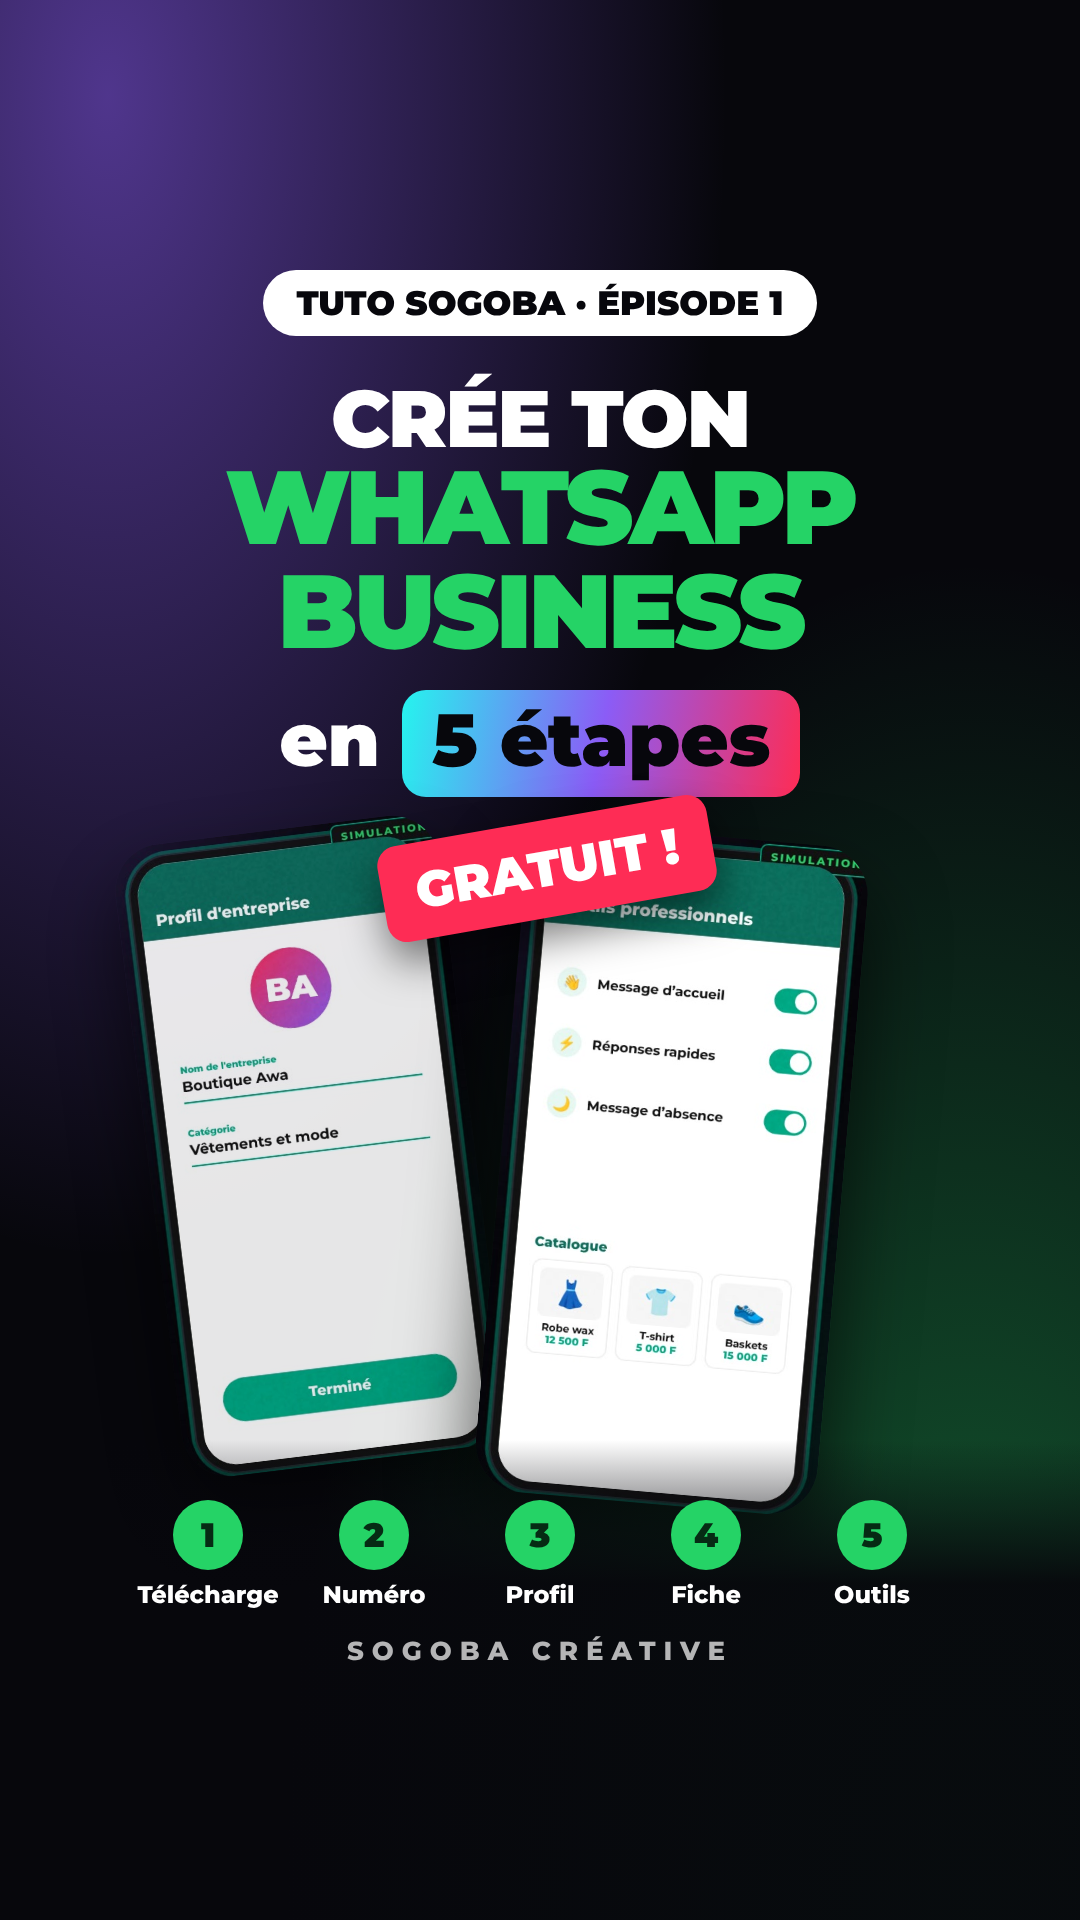 TUTO SOGOBA • ÉPISODE 1
CRÉE TON
WHATSAPP
BUSINESS
en 5 étapes
GRATUIT !
SIMULATION
Profil d'entreprise
BA
Nom de l'entreprise
Boutique Awa
Catégorie
Vêtements et mode
Terminé
SIMULATION
professionnels
Message d’accueil
Réponses rapides
Message d’absence
Catalogue
Robe wax
12 500 F
T-shirt
5 000 F
Baskets
15 000 F
1 2 3 4 5
Télécharge Numéro Profil Fiche Outils
SOGOBA CRÉATIVE